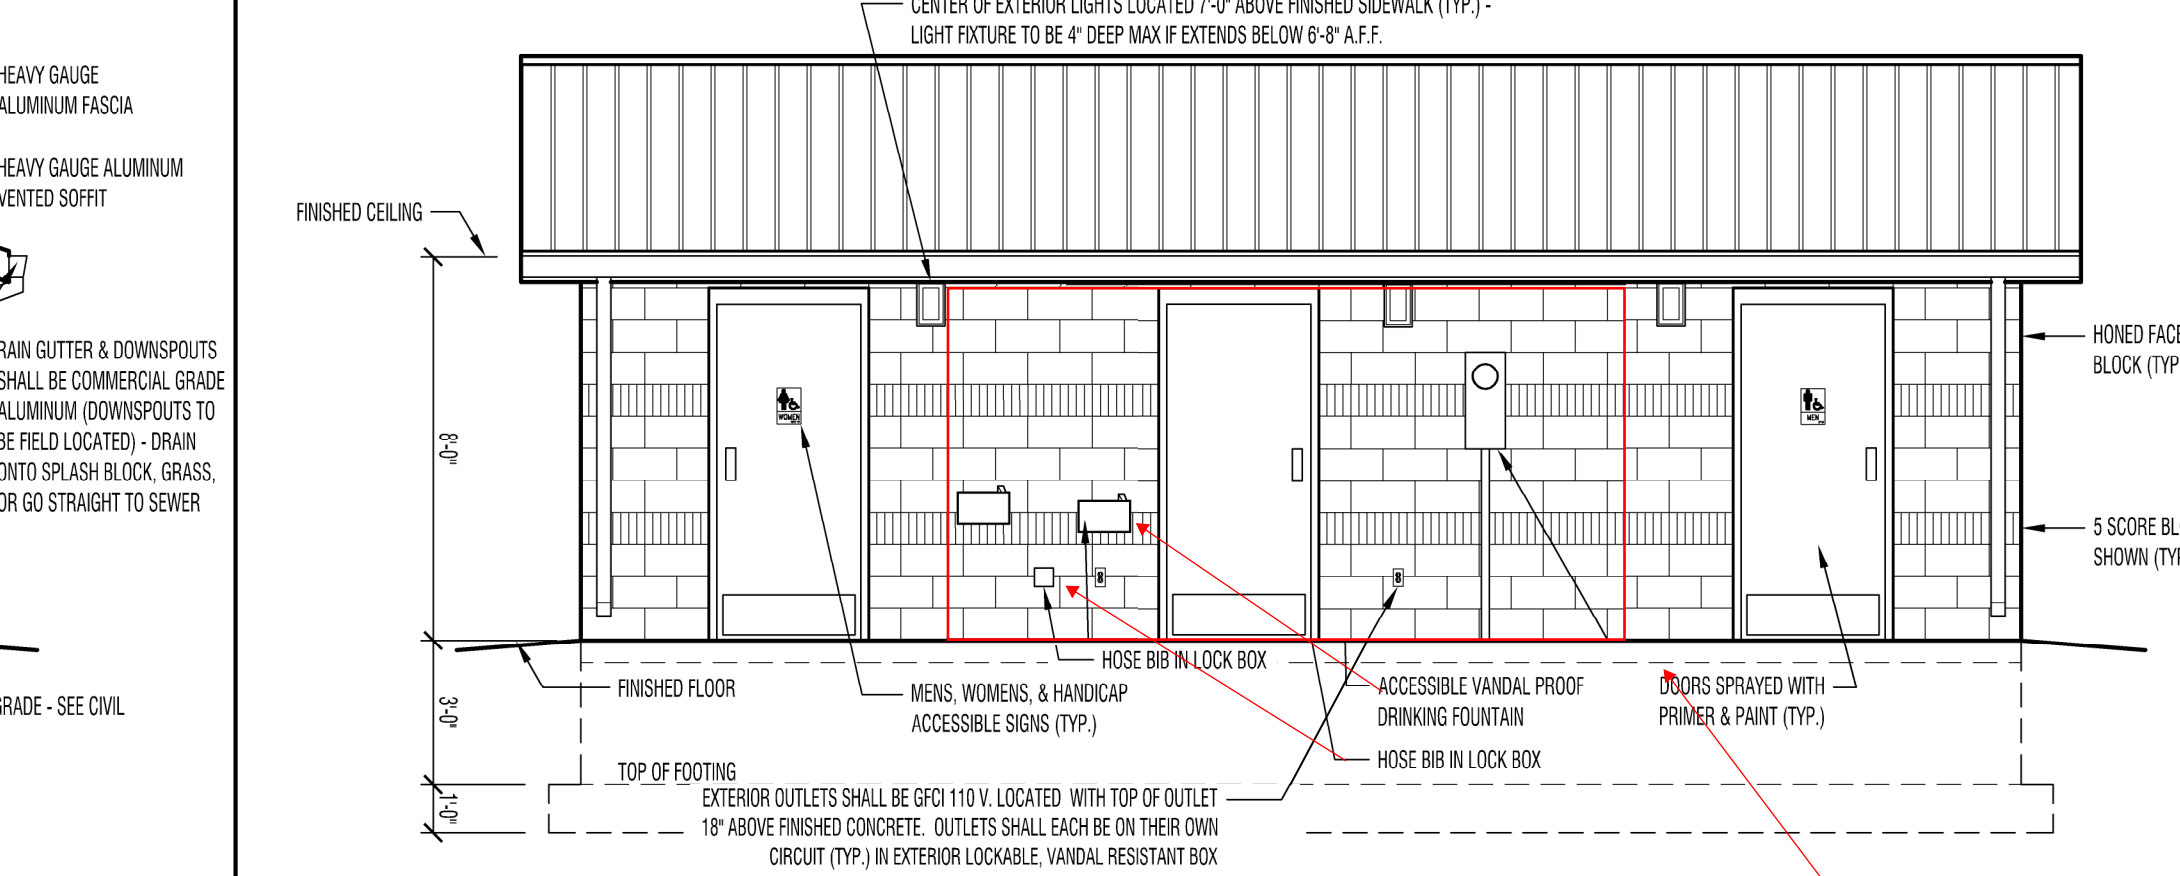 CENTER OF EXTERIOR LIGHTS LOCATED 7'-0" ABOVE FINISHED SIDEWALK (TYP.) -
LIGHT FIXTURE TO BE 4" DEEP MAX IF EXTENDS BELOW 6'-8" A.F.F.
HEAVY GAUGE
ALUMINUM FASCIA
HEAVY GAUGE ALUMINUM
VENTED SOFFIT
FINISHED CEILING
RAIN GUTTER & DOWNSPOUTS
SHALL BE COMMERCIAL GRADE
ALUMINUM (DOWNSPOUTS TO
BE FIELD LOCATED) - DRAIN
ONTO SPLASH BLOCK, GRASS,
OR GO STRAIGHT TO SEWER
GRADE - SEE CIVIL
8'-0"
3'-0"
1'-0"
WOMEN
MEN
HONED FACE
BLOCK (TYP
5 SCORE BL
SHOWN (TYP
FINISHED FLOOR
HOSE BIB IN LOCK BOX
MENS, WOMENS, & HANDICAP
ACCESSIBLE SIGNS (TYP.)
ACCESSIBLE VANDAL PROOF
DRINKING FOUNTAIN
DOORS SPRAYED WITH
PRIMER & PAINT (TYP.)
HOSE BIB IN LOCK BOX
TOP OF FOOTING
EXTERIOR OUTLETS SHALL BE GFCI 110 V. LOCATED WITH TOP OF OUTLET
18" ABOVE FINISHED CONCRETE. OUTLETS SHALL EACH BE ON THEIR OWN
CIRCUIT (TYP.) IN EXTERIOR LOCKABLE, VANDAL RESISTANT BOX